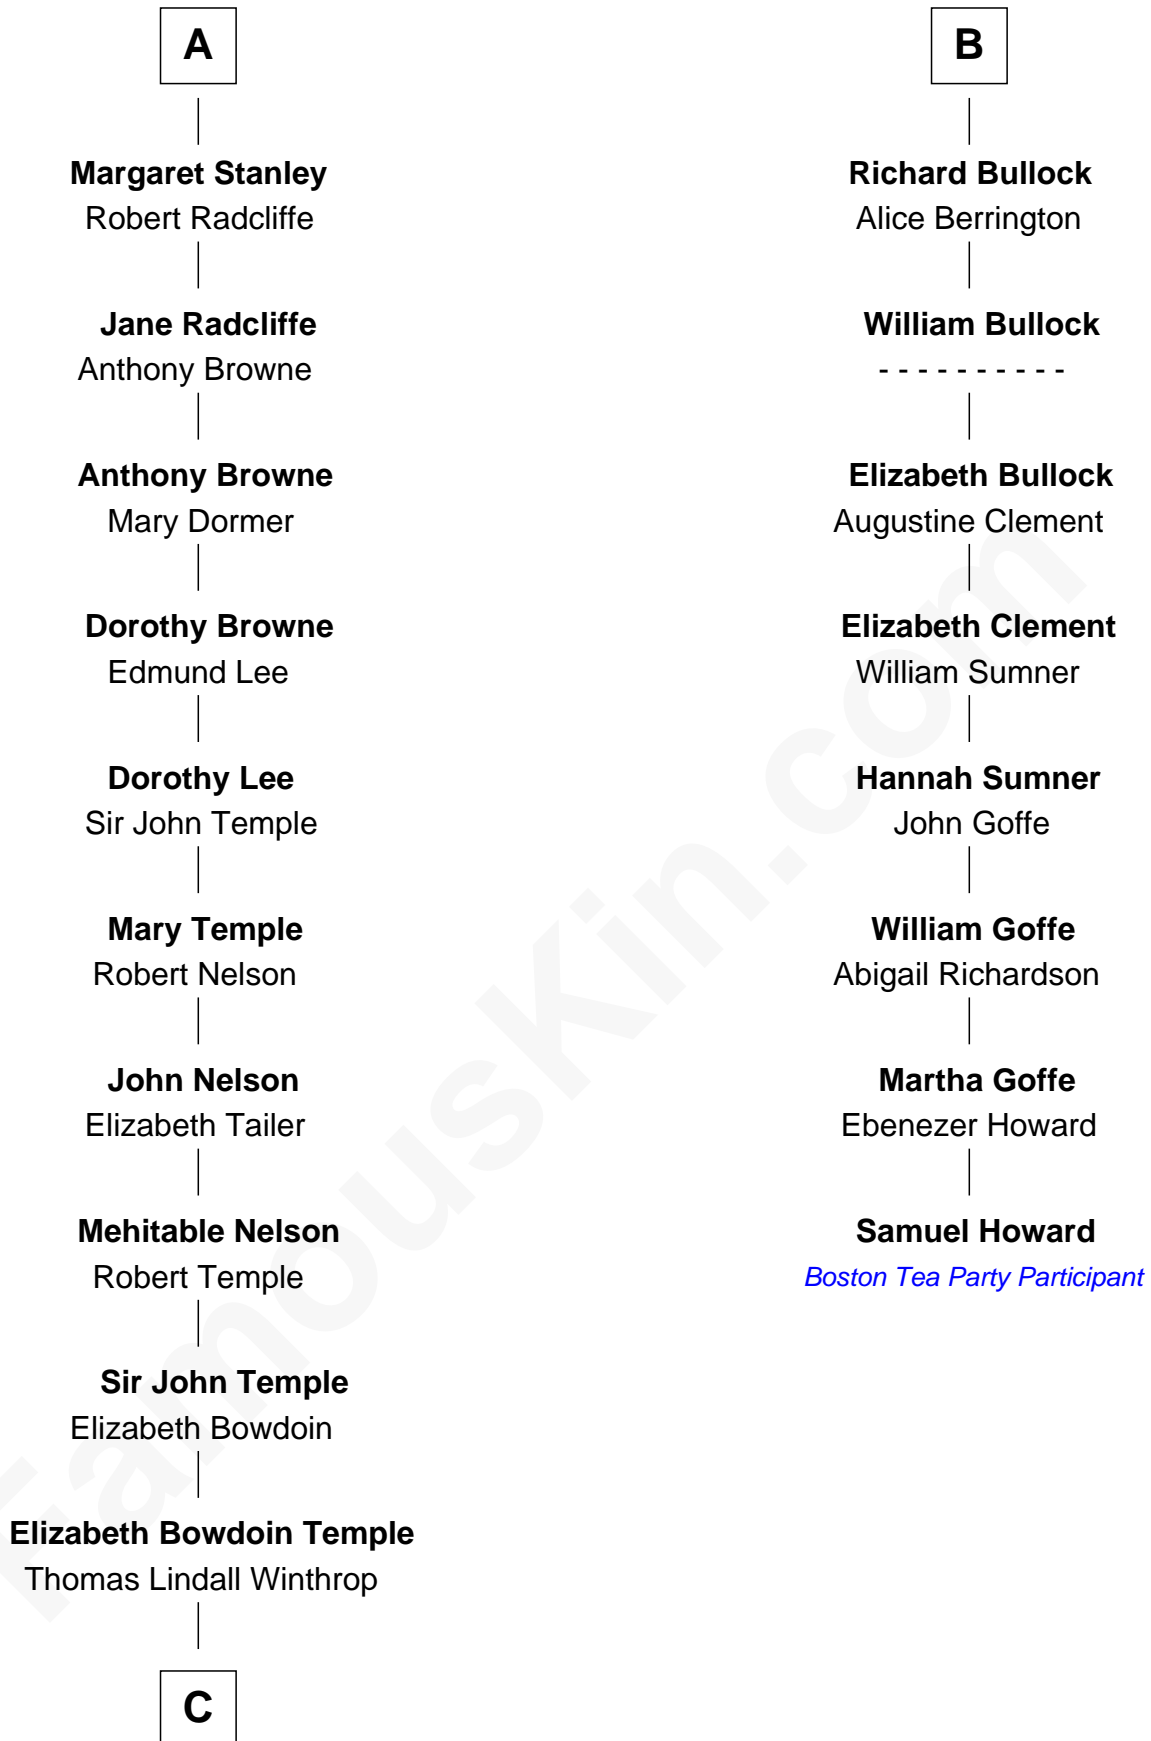 A
Margaret Stanley
Robert Radcliffe
Jane Radcliffe
Anthony Browne
Anthony Browne
Mary Dormer
Dorothy Browne
Edmund Lee
Dorothy Lee
Sir John Temple
Mary Temple
Robert Nelson
John Nelson
Elizabeth Tailer
Mehitable Nelson
Robert Temple
Sir John Temple
Elizabeth Bowdoin
Elizabeth Bowdoin Temple
Thomas Lindall Winthrop
C
B
Richard Bullock
Alice Berrington
William Bullock
- - - - - - - - - -
Elizabeth Bullock
Augustine Clement
Elizabeth Clement
William Sumner
Hannah Sumner
John Goffe
William Goffe
Abigail Richardson
Martha Goffe
Ebenezer Howard
Samuel Howard
Boston Tea Party Participant
FamousKin.com